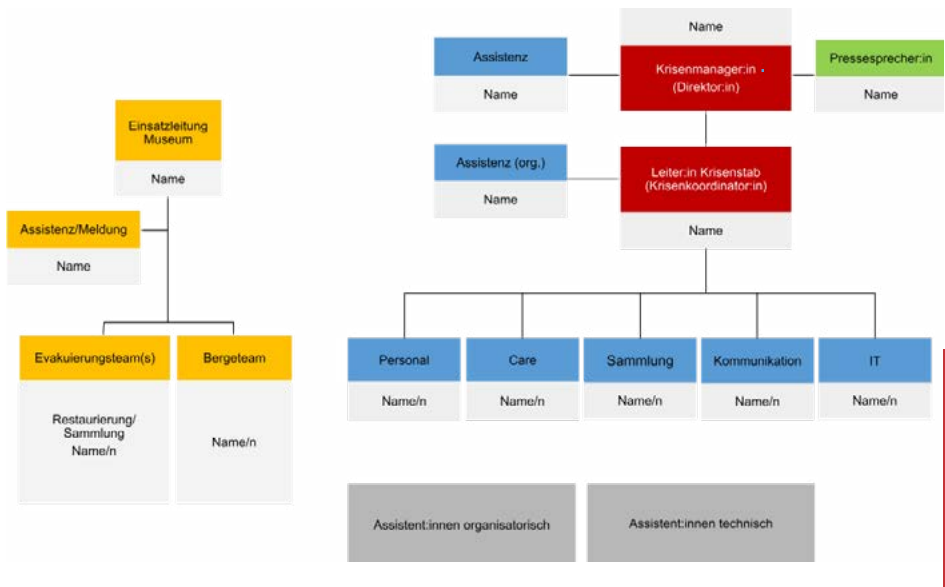 Einsatzleitung
Museum
Name
Assistenz/Meldung
Name
Evakuierungsteam(s)
Restaurierung/
Sammlung
Name/n
Bergeteam
Name/n
Name
Krisenmanager:in
(Direktor:in)
Assistenz
Name
Pressesprecher:in
Name
Assistenz (org.)
Name
Leiter:in Krisenstab
(Krisenkoordinator:in)
Name
Personal
Name/n
Care
Name/n
Sammlung
Name/n
Kommunikation
Name/n
IT
Name/n
Assistent:innen organisatorisch
Assistent:innen technisch